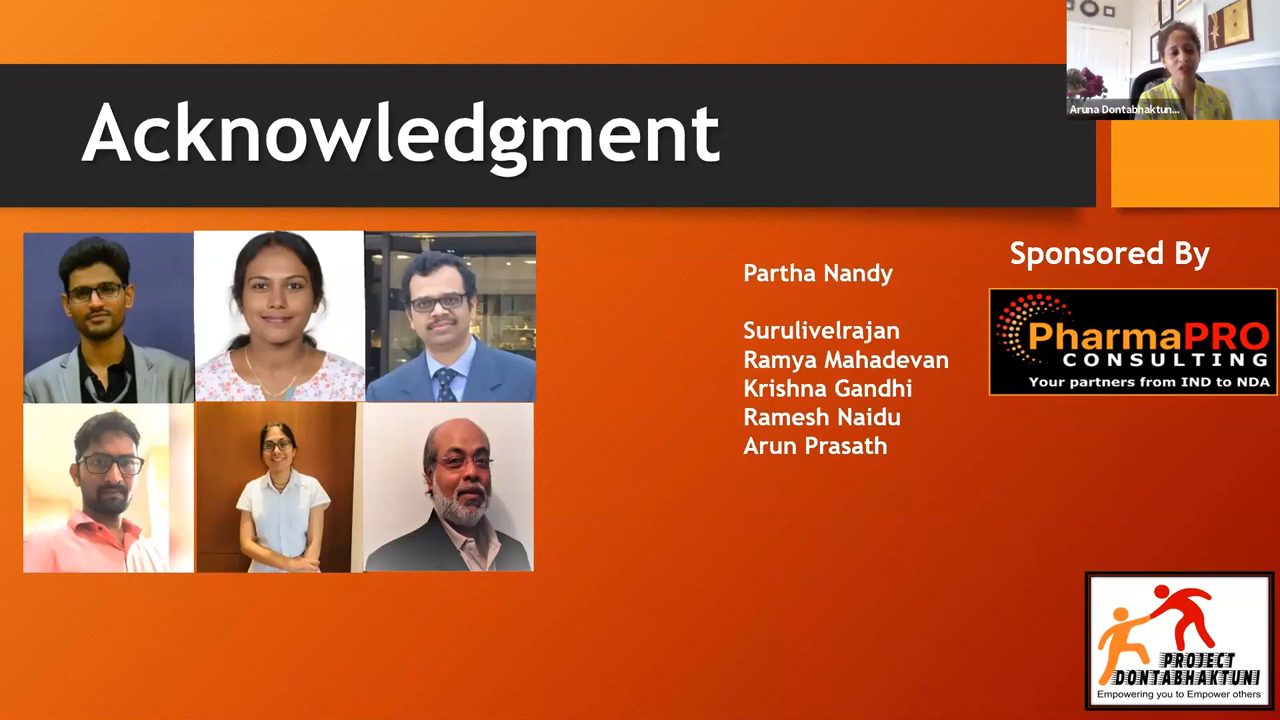 Acknowledgment
Aruna Dontabhaktun...
Partha Nandy
Surulivelrajan
Ramya Mahadevan
Krishna Gandhi
Ramesh Naidu
Arun Prasath
Sponsored By
PharmaPRO
CONSULTING
Your partners from IND to NDA
PROJECT
DONTABHAKTUNI
Empowering you to Empower others